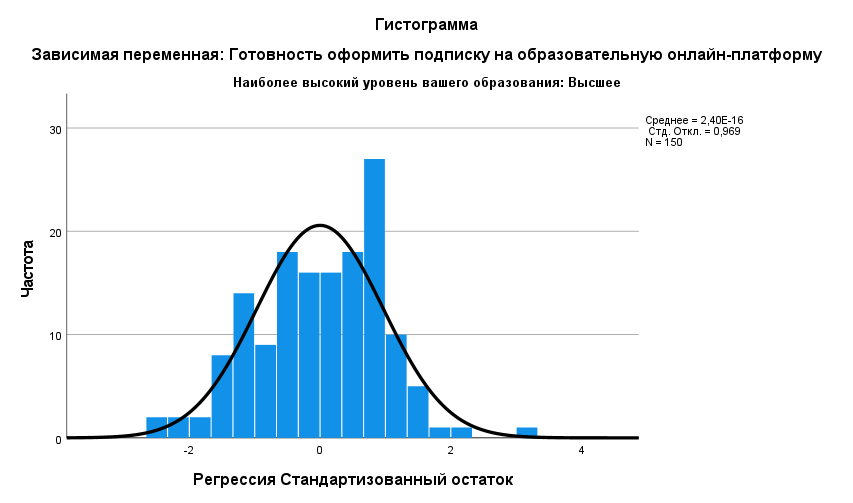 Гистограмма
Зависимая переменная: Готовность оформить подписку на образовательную онлайн-платформу
Наиболее высокий уровень вашего образования: Высшее
Среднее = 2,40E-16
Стд. Откл. = 0,969
N = 150
Частота
30
20
10
0
-2 0 2 4
Регрессия Стандартизованный остаток